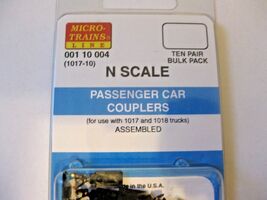 MICRO-
TRAINS®
LINE
001 10 004
(1017-10)
TEN PAIR
BULK PACK
N SCALE
PASSENGER CAR
COUPLERS
(for use with 1017 and 1018 trucks)
ASSEMBLED
in the U.S.A.